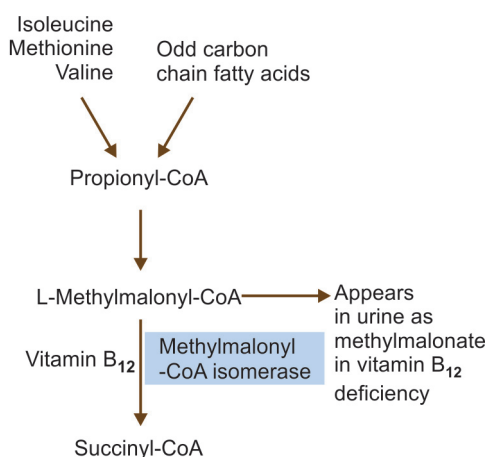 Isoleucine
Methionine
Valine
Odd carbon
chain fatty acids
Propionyl-CoA
L-Methylmalonyl-CoA
Appears
in urine as
methylmalonate
in vitamin B₁₂
deficiency
Vitamin B₁₂
Methylmalonyl
-CoA isomerase
Succinyl-CoA